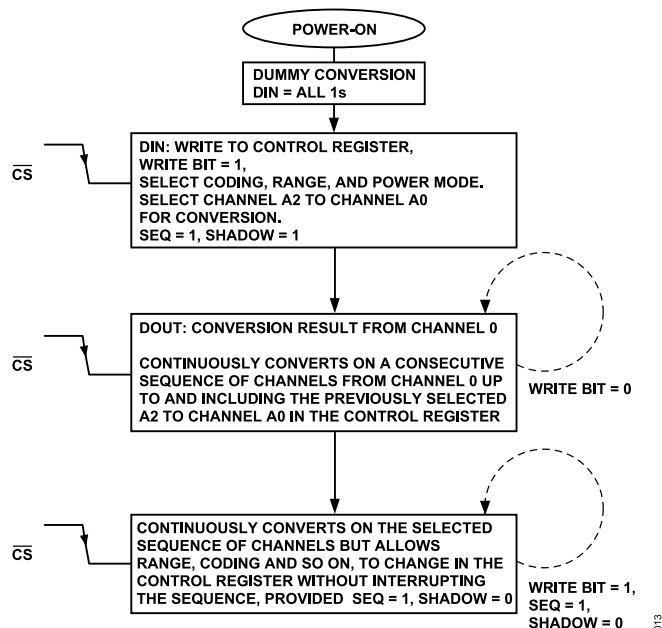 POWER-ON
DUMMY CONVERSION
DIN = ALL 1s
CS
DIN: WRITE TO CONTROL REGISTER,
WRITE BIT = 1,
SELECT CODING, RANGE, AND POWER MODE.
SELECT CHANNEL A2 TO CHANNEL A0
FOR CONVERSION.
SEQ = 1, SHADOW = 1
CS
DOUT: CONVERSION RESULT FROM CHANNEL 0
CONTINUOUSLY CONVERTS ON A CONSECUTIVE
SEQUENCE OF CHANNELS FROM CHANNEL 0 UP
TO AND INCLUDING THE PREVIOUSLY SELECTED
A2 TO CHANNEL A0 IN THE CONTROL REGISTER
WRITE BIT = 0
CS
CONTINUOUSLY CONVERTS ON THE SELECTED
SEQUENCE OF CHANNELS BUT ALLOWS
RANGE, CODING AND SO ON, TO CHANGE IN THE
CONTROL REGISTER WITHOUT INTERRUPTING
THE SEQUENCE, PROVIDED SEQ = 1, SHADOW = 0
WRITE BIT = 1,
SEQ = 1,
SHADOW = 0
013